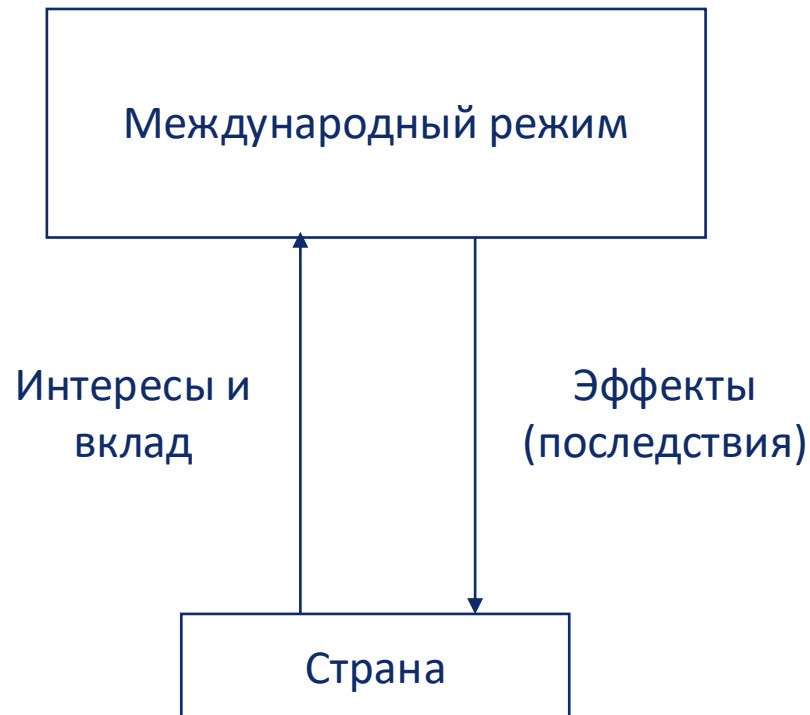 Международный режим
Интересы и
вклад
Эффекты
(последствия)
Страна